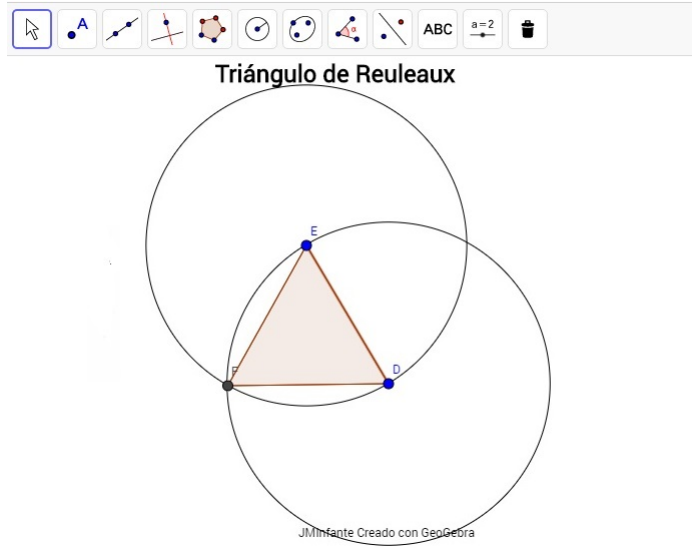 A
α
ABC
a=2
Triángulo de Reuleaux
E
D
F
JMInfante Creado con GeoGebra